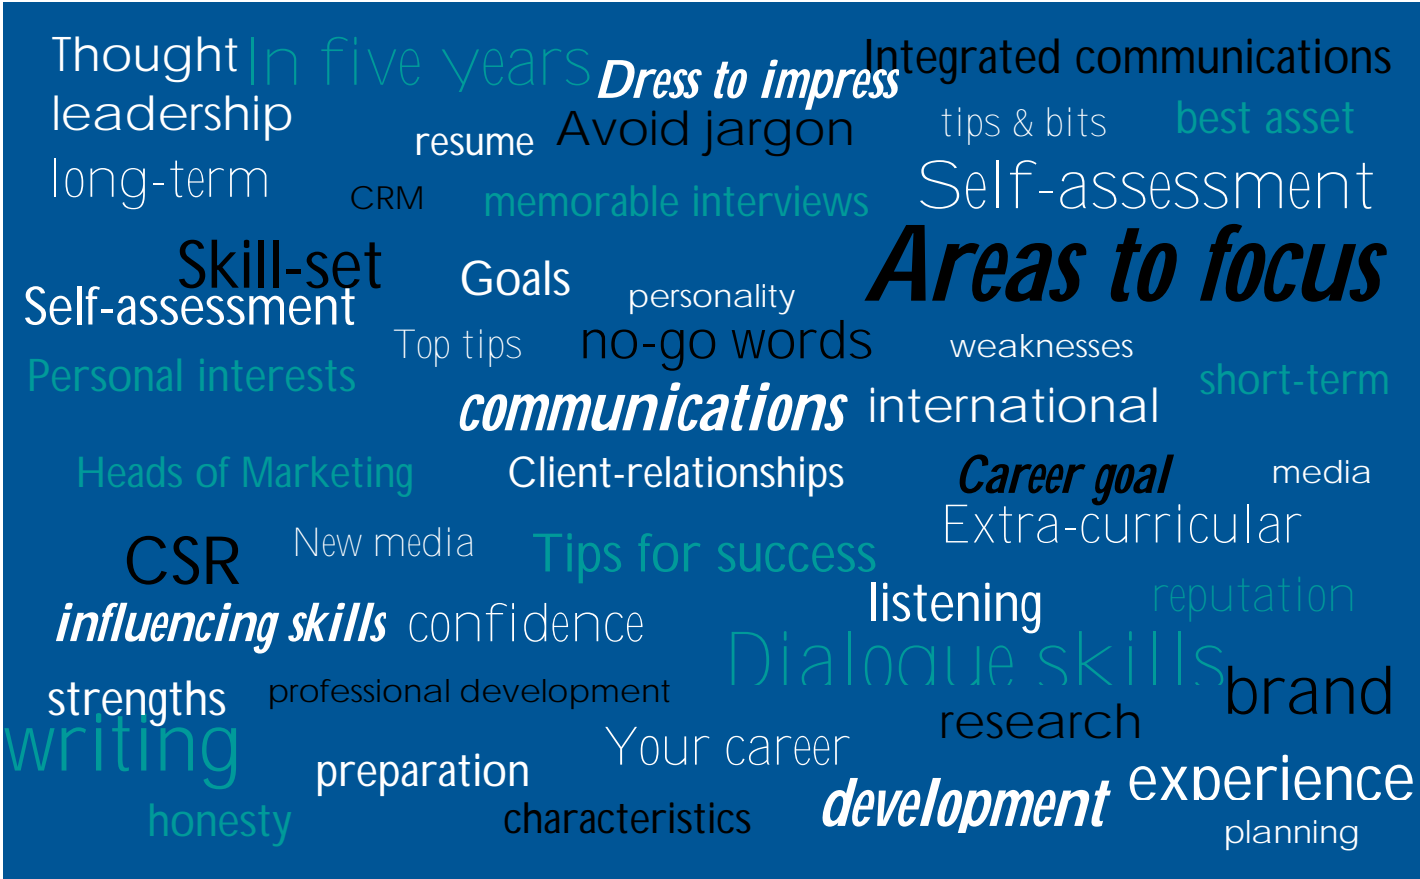 Thought
leadership
In five years
Dress to impress
Integrated communications
resume
Avoid jargon
tips & bits
best asset
long-term
CRM
memorable interviews
Self-assessment
Skill-set
Goals
Areas to focus
Self-assessment
personality
Top tips
no-go words
weaknesses
Personal interests
communications
international
short-term
Heads of Marketing
Client-relationships
Career goal
media
CSR
New media
Tips for success
Extra-curricular
influencing skills
confidence
listening
reputation
Dialogue skills
strengths
professional development
brand
writing
Your career
research
preparation
experience
honesty
characteristics
development
planning